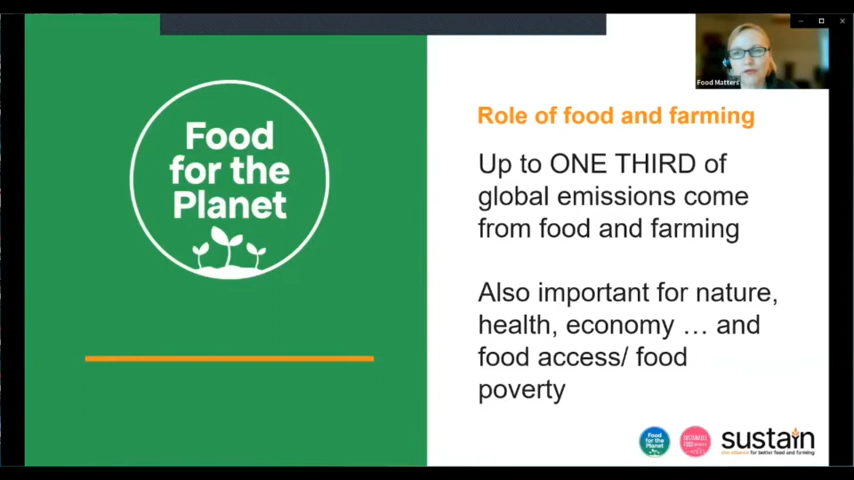 Food
for the
Planet
Food Matters
Role of food and farming
Up to ONE THIRD of
global emissions come
from food and farming
Also important for nature,
health, economy … and
food access/ food
poverty
Food
for the
Planet
SUSTAINABLE
FOOD
sustain
the alliance for better food and farming